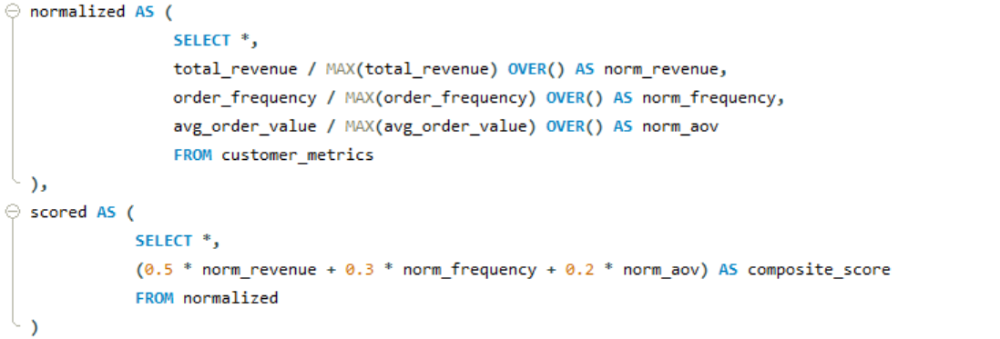 normalized AS (
SELECT *,
total_revenue / MAX(total_revenue) OVER() AS norm_revenue,
order_frequency / MAX(order_frequency) OVER() AS norm_frequency,
avg_order_value / MAX(avg_order_value) OVER() AS norm_aov
FROM customer_metrics
),
scored AS (
SELECT *,
(0.5 * norm_revenue + 0.3 * norm_frequency + 0.2 * norm_aov) AS composite_score
FROM normalized
)